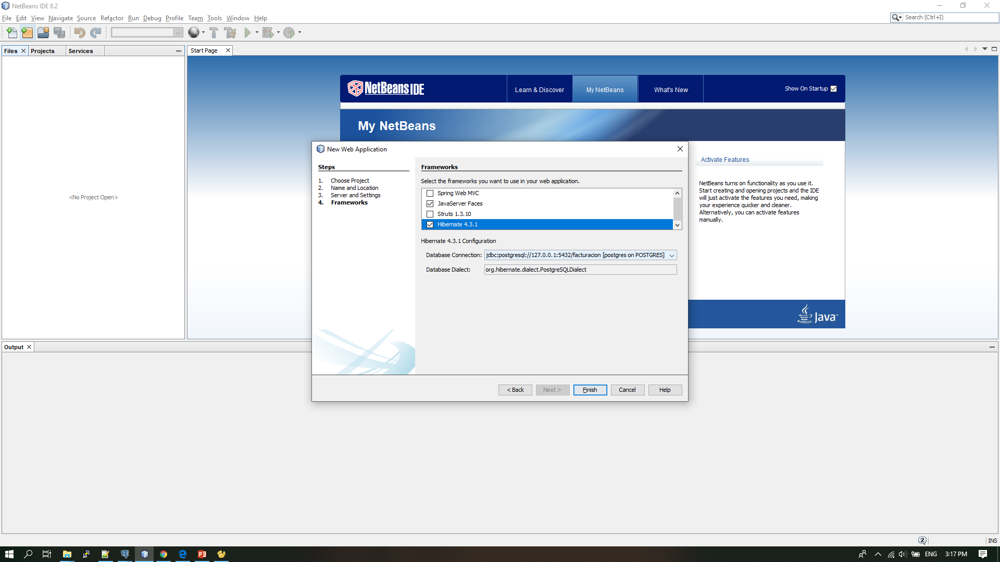 NetBeans IDE 8.2
File Edit View Navigate Source Refactor Run Debug Profile Team Tools Window Help
Search (Ctrl+I)
Files Projects Services
Start Page
<No Project Open>
NetBeans IDE
Learn & Discover
My NetBeans
What's New
Show On Startup
My NetBeans
New Web Application
Steps
1. Choose Project
2. Name and Location
3. Server and Settings
4. Frameworks
Frameworks
Select the frameworks you want to use in your web application.
Spring Web MVC
JavaServer Faces
Struts 1.3.10
Hibernate 4.3.1
Hibernate 4.3.1 Configuration
Database Connection: jdbc:postgresql://127.0.0.1:5432/facturacion [postgres on POSTGRES]
Database Dialect: org.hibernate.dialect.PostgreSQLDialect
< Back Next > Finish Cancel Help
Activate Features
NetBeans turns on functionality as you use it.
Start creating and opening projects and the IDE
will just activate the features you need, making
your experience quicker and cleaner.
Alternatively, you can activate features
manually.
Java™
Output
2
INS
ENG 3:17 PM